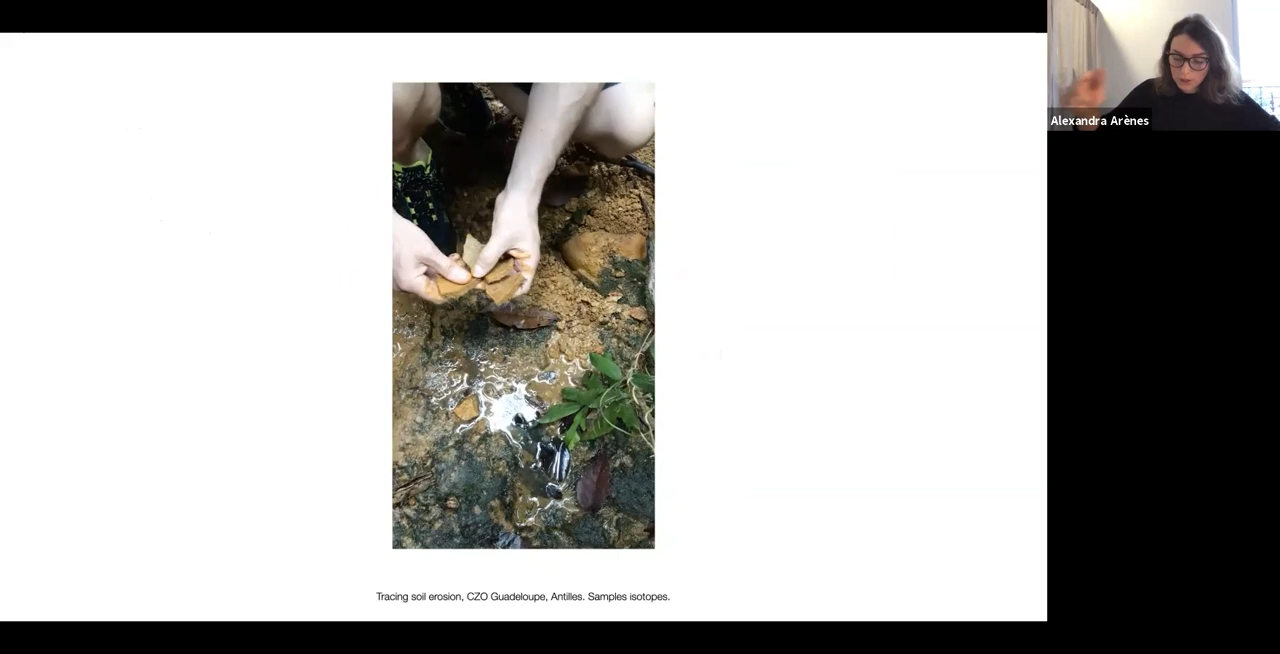 Alexandra Arènes
Tracing soil erosion, CZO Guadeloupe, Antilles. Samples isotopes.